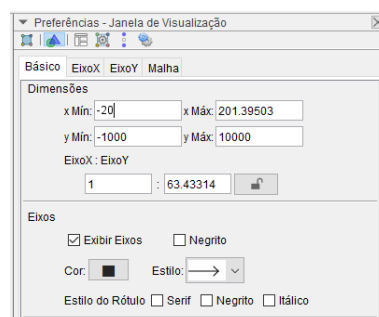 Preferências - Janela de Visualização
Básico EixoX EixoY Malha
Dimensões
x Mín: -20 x Máx: 201.39503
y Mín: -1000 y Máx: 10000
EixoX : EixoY
1 : 63.43314
Eixos
Exibir Eixos Negrito
Cor: Estilo:
Estilo do Rótulo Serif Negrito Itálico